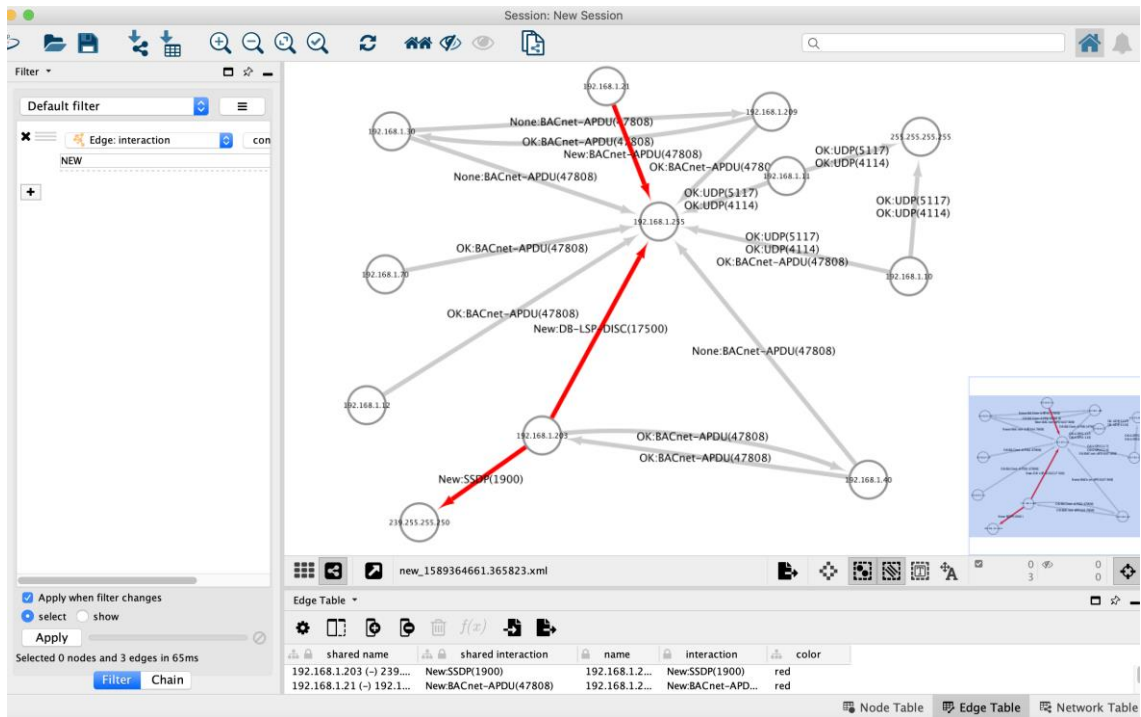 Session: New Session
Filter
Default filter
Edge: interaction
con
NEW
+
Apply when filter changes
select
show
Apply
Selected 0 nodes and 3 edges in 65ms
Filter
Chain
192.168.1.21
192.168.1.30
192.168.1.209
None:BACnet-APDU(47808)
OK:BACnet-APDU(47808)
New:BACnet-APDU(47808)
OK:BACnet-APDU(4780
None:BACnet-APDU(47808)
192.168.1.11
255.255.255.255
OK:UDP(5117)
OK:UDP(4114)
OK:UDP(5117)
OK:UDP(4114)
OK:UDP(5117)
OK:UDP(4114)
192.168.1.255
OK:UDP(5117)
OK:UDP(4114)
OK:BACnet-APDU(47808)
OK:BACnet-APDU(47808)
192.168.1.70
192.168.1.10
OK:BACnet-APDU(47808)
New:DB-LSP-DISC(17500)
None:BACnet-APDU(47808)
192.168.1.12
192.168.1.203
OK:BACnet-APDU(47808)
OK:BACnet-APDU(47808)
New:SSDP(1900)
192.168.1.40
239.255.255.250
new_1589364661.365823.xml
0
0
3
0
Edge Table
f(x)
shared name
shared interaction
name
interaction
color
192.168.1.203 (-) 239...
New:SSDP(1900)
192.168.1.2...
New:SSDP(1900)
red
192.168.1.21 (-) 192.1...
New:BACnet-APDU(47808)
192.168.1.2...
New:BACnet-APD...
red
Node Table
Edge Table
Network Table